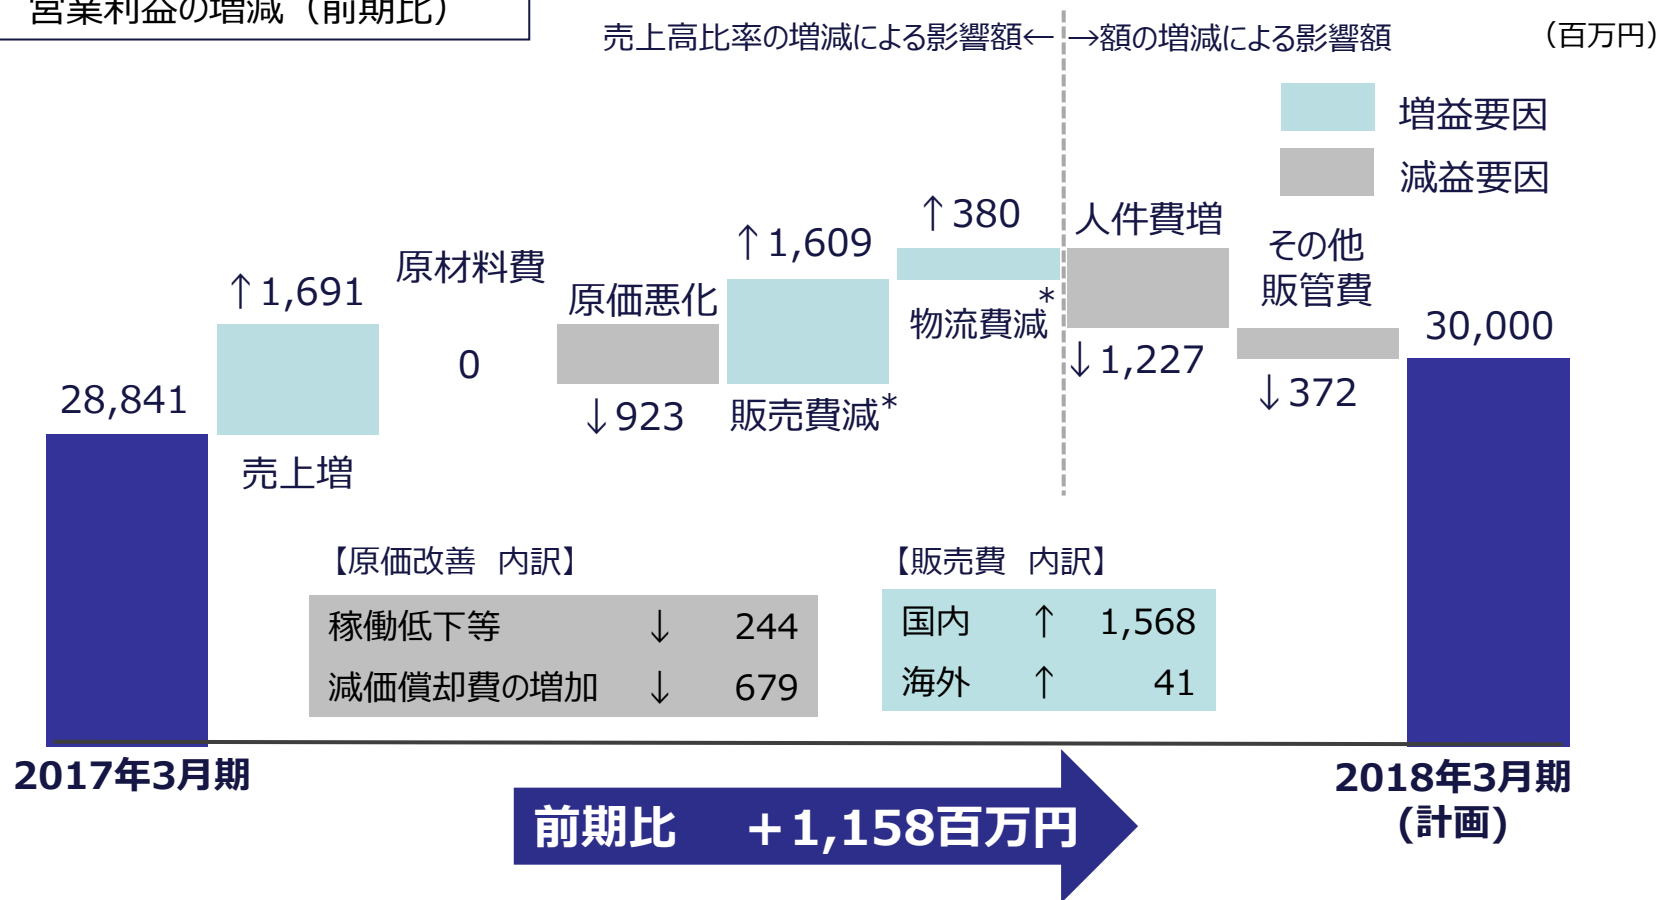 営業利益の増減（前期比）
売上高比率の増減による影響額← →額の増減による影響額
（百万円）
増益要因
減益要因
28,841
↑1,691
売上増
原材料費
0
原価悪化
↓923
↑1,609
販売費減*
↑380
物流費減*
人件費増
↓1,227
その他
販管費
↓372
30,000
【原価改善 内訳】
稼働低下等 ↓ 244
減価償却費の増加 ↓ 679
【販売費 内訳】
国内 ↑ 1,568
海外 ↑ 41
2017年3月期
2018年3月期
(計画)
前期比 ＋1,158百万円